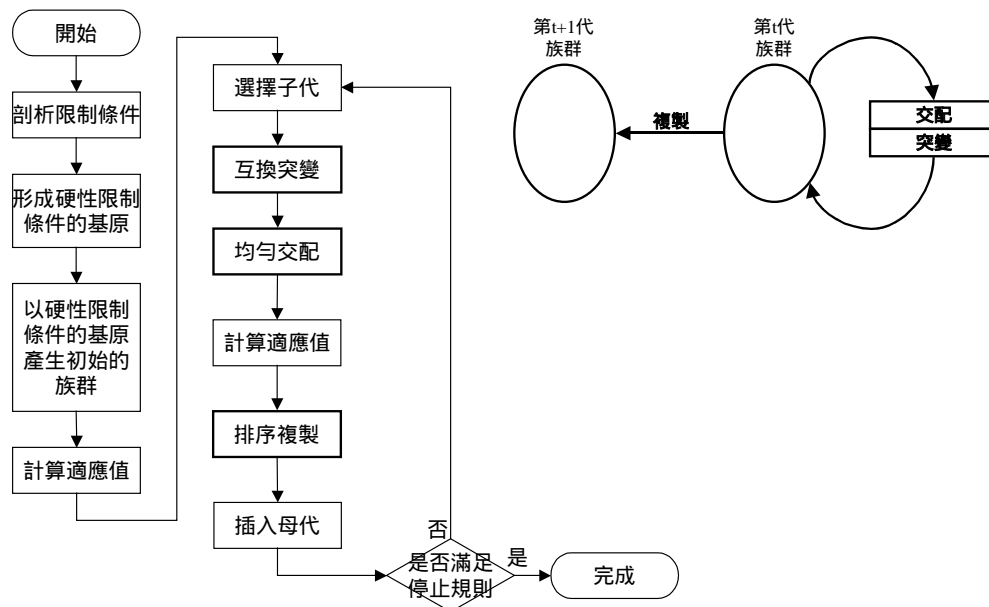 開始
剖析限制條件
形成硬性限制
條件的基原
以硬性限制
條件的基原
產生初始的
族群
計算適應值
選擇子代
互換突變
均勻交配
計算適應值
排序複製
插入母代
是否滿足
停止規則
否
是
完成
第t+1代
族群
第t代
族群
複製
交配
突變